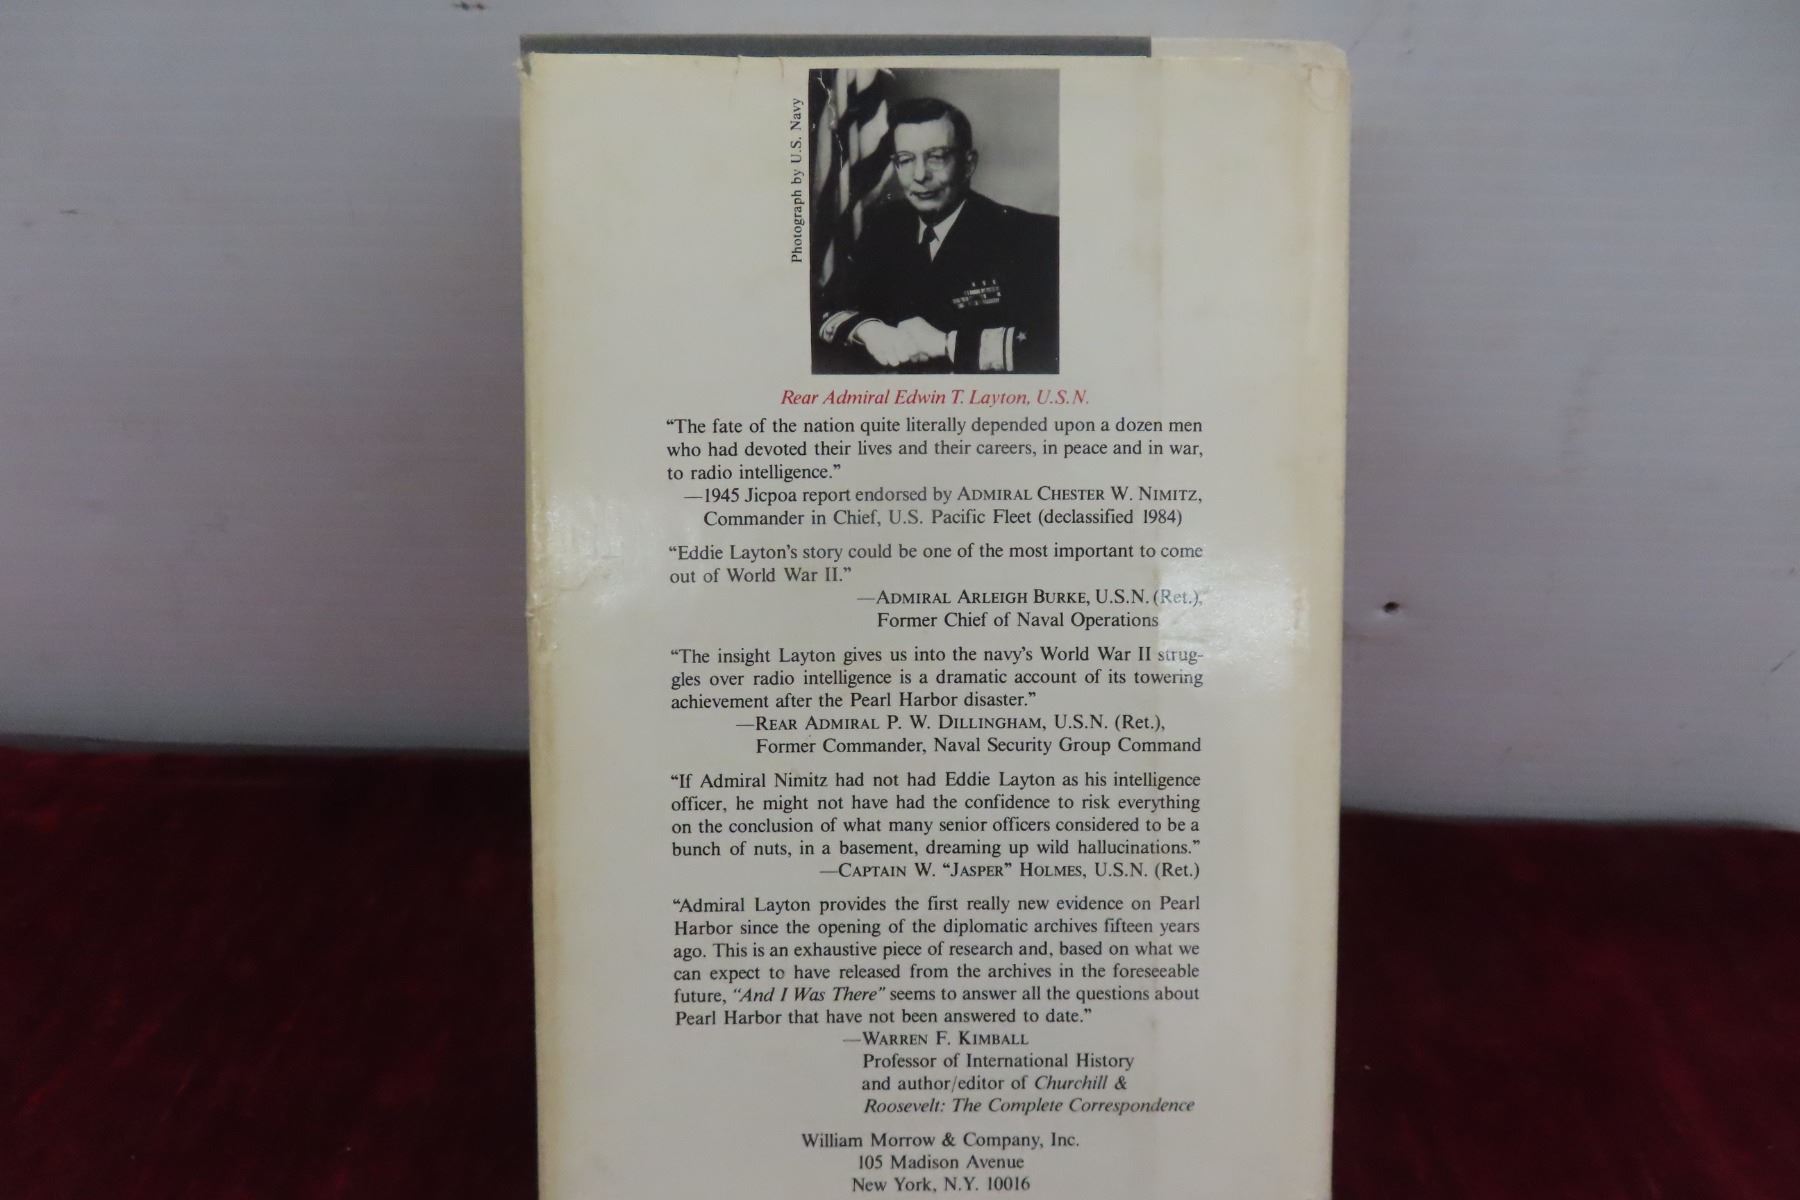 Photograph by U.S. Navy
Rear Admiral Edwin T. Layton, U.S.N.
“The fate of the nation quite literally depended upon a dozen men
who had devoted their lives and their careers, in peace and in war,
to radio intelligence.”
—1945 Jicpoa report endorsed by ADMIRAL CHESTER W. NIMITZ,
Commander in Chief, U.S. Pacific Fleet (declassified 1984)
“Eddie Layton’s story could be one of the most important to come
out of World War II.”
—ADMIRAL ARLEIGH BURKE, U.S.N. (Ret.),
Former Chief of Naval Operations
“The insight Layton gives us into the navy’s World War II strug-
gles over radio intelligence is a dramatic account of its towering
achievement after the Pearl Harbor disaster.”
—REAR ADMIRAL P. W. DILLINGHAM, U.S.N. (Ret.),
Former Commander, Naval Security Group Command
“If Admiral Nimitz had not had Eddie Layton as his intelligence
officer, he might not have had the confidence to risk everything
on the conclusion of what many senior officers considered to be a
bunch of nuts, in a basement, dreaming up wild hallucinations.”
—CAPTAIN W. “JASPER” HOLMES, U.S.N. (Ret.)
“Admiral Layton provides the first really new evidence on Pearl
Harbor since the opening of the diplomatic archives fifteen years
ago. This is an exhaustive piece of research and, based on what we
can expect to have released from the archives in the foreseeable
future, “And I Was There” seems to answer all the questions about
Pearl Harbor that have not been answered to date.”
—WARREN F. KIMBALL
Professor of International History
and author/editor of Churchill &
Roosevelt: The Complete Correspondence
William Morrow & Company, Inc.
105 Madison Avenue
New York, N.Y. 10016